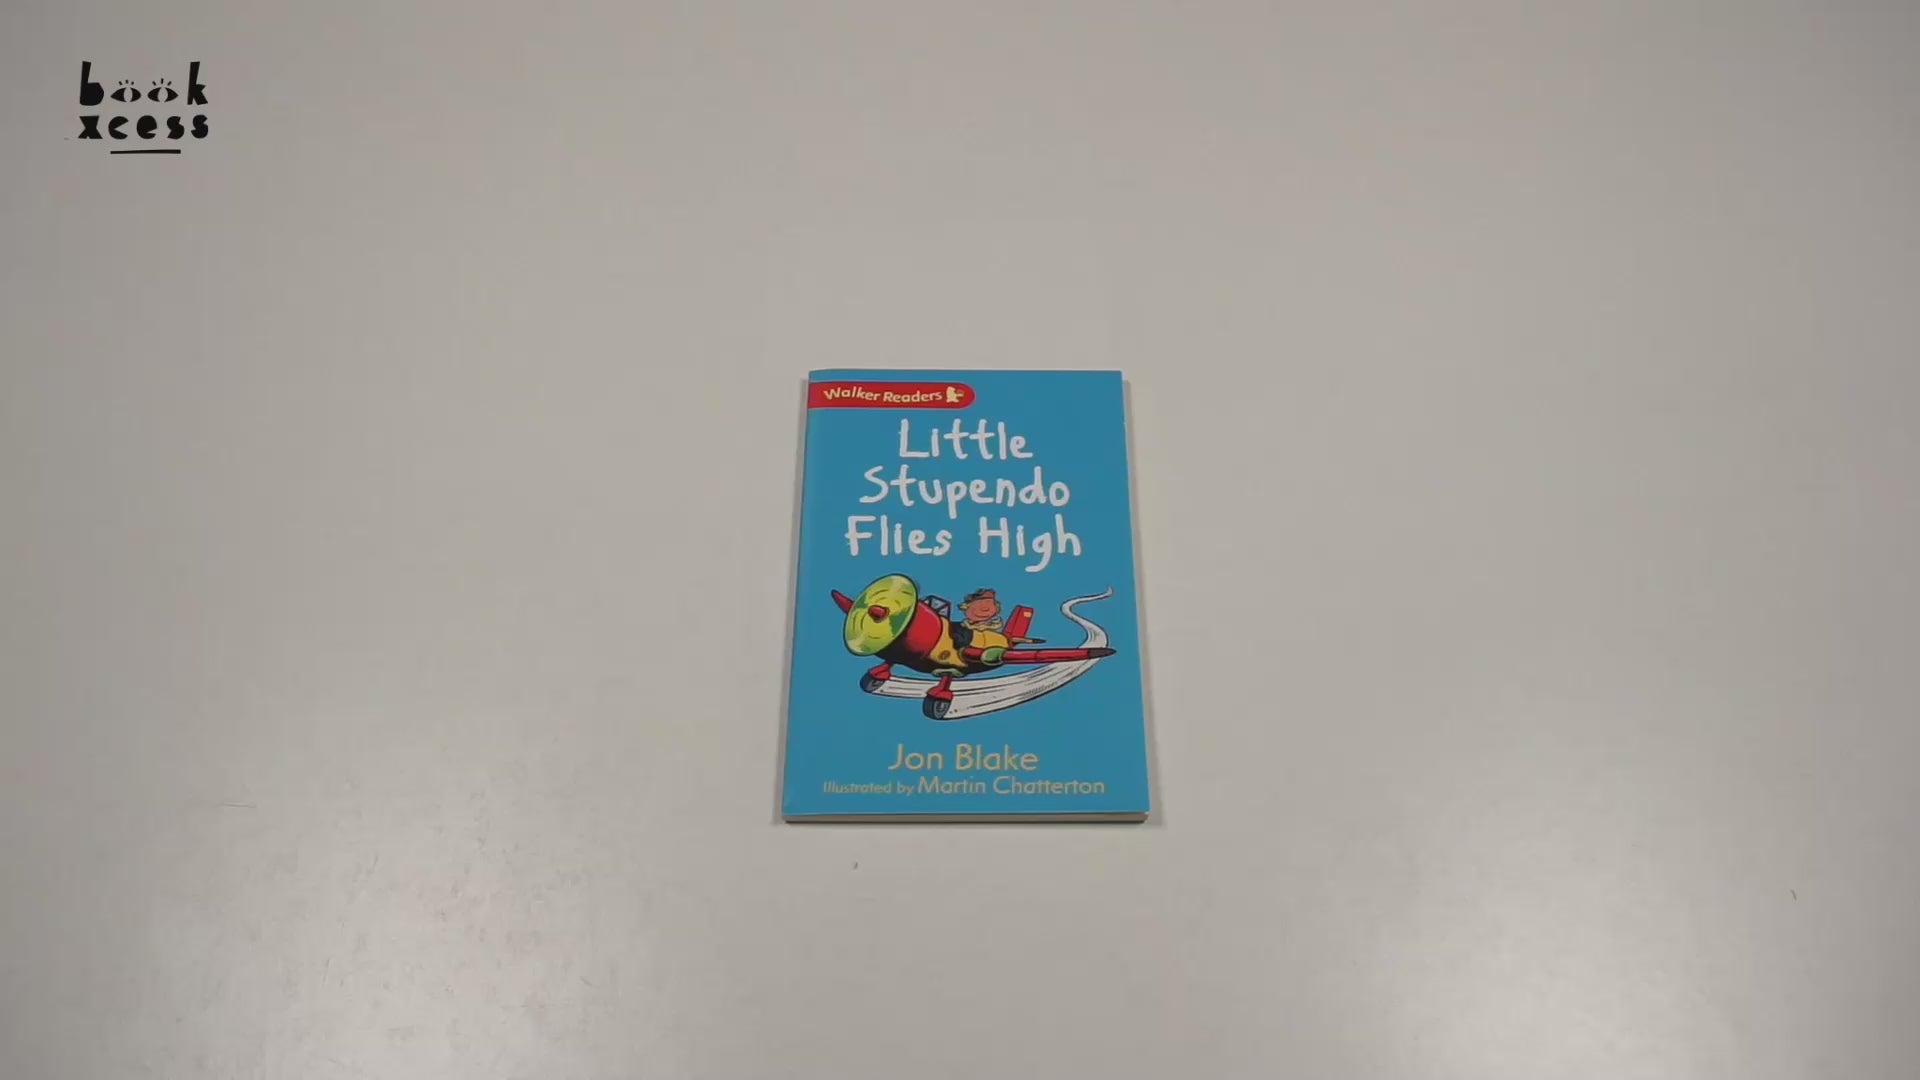 book
xcess
Walker Readers
Little
Stupendo
Flies High
Jon Blake
Illustrated by Martin Chatterton